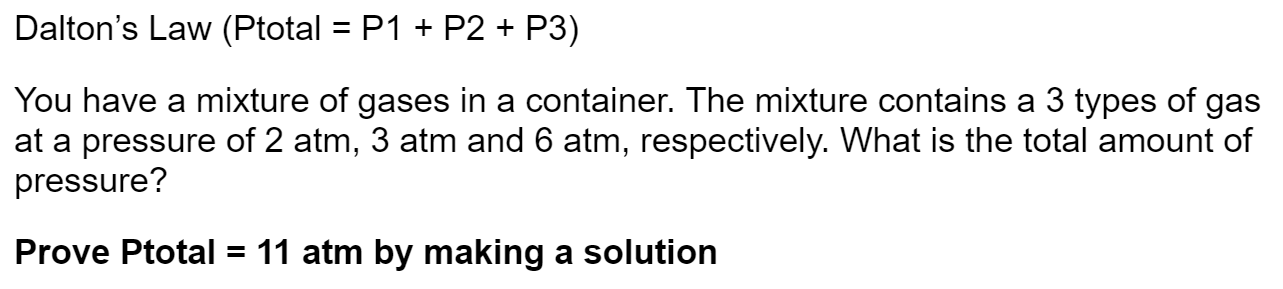 Dalton’s Law (Ptotal = P1 + P2 + P3)
You have a mixture of gases in a container. The mixture contains a 3 types of gas
at a pressure of 2 atm, 3 atm and 6 atm, respectively. What is the total amount of
pressure?
Prove Ptotal = 11 atm by making a solution